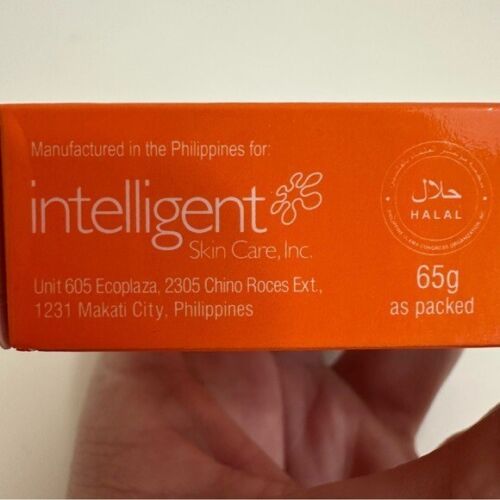 Manufactured in the Philippines for:
intelligent
Skin Care, Inc.
Unit 605 Ecoplaza, 2305 Chino Roces Ext.,
1231 Makati City, Philippines
حلال
HALAL
65g
as packed